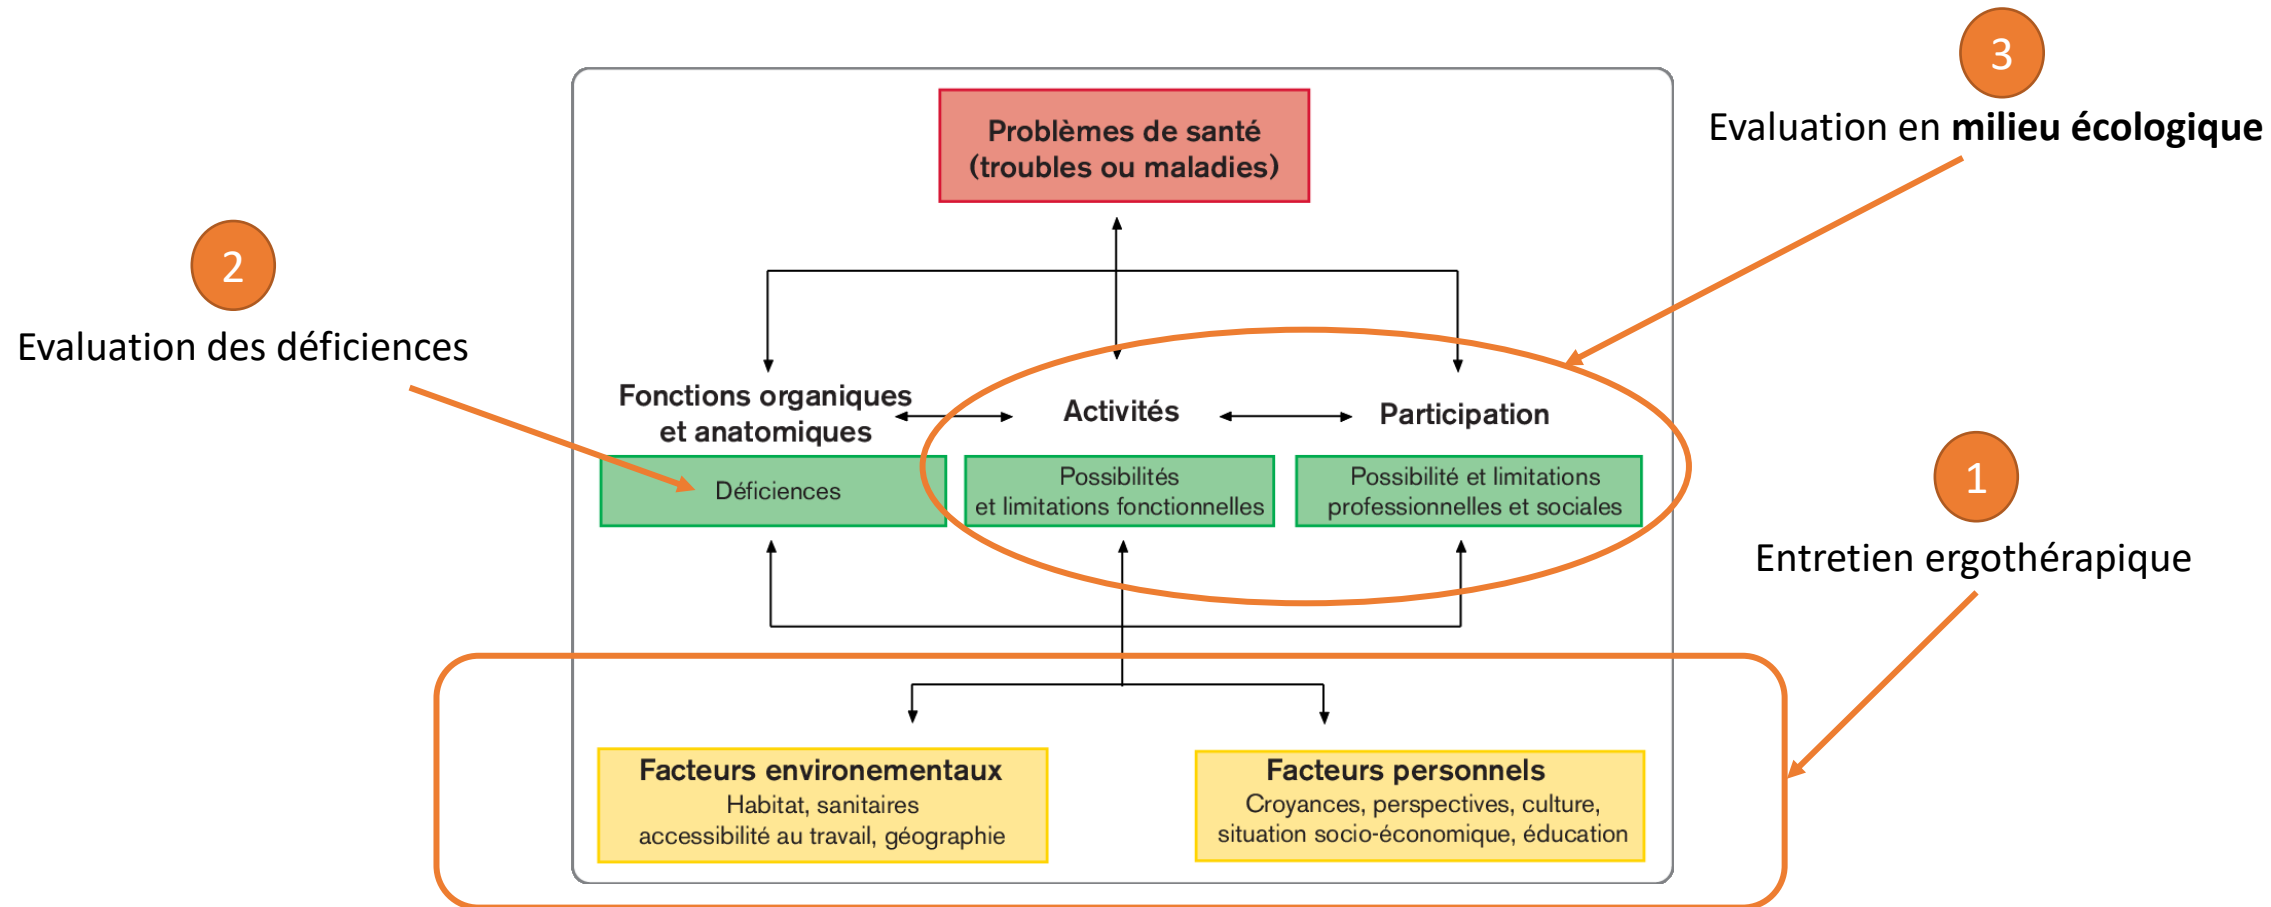 3
Evaluation en milieu écologique
Problèmes de santé
(troubles ou maladies)
2
Evaluation des déficiences
Fonctions organiques
et anatomiques
Activités
Participation
Déficiences
Possibilités
et limitations fonctionnelles
Possibilité et limitations
professionnelles et sociales
1
Entretien ergothérapique
Facteurs environementaux
Habitat, sanitaires
accessibilité au travail, géographie
Facteurs personnels
Croyances, perspectives, culture,
situation socio-économique, éducation